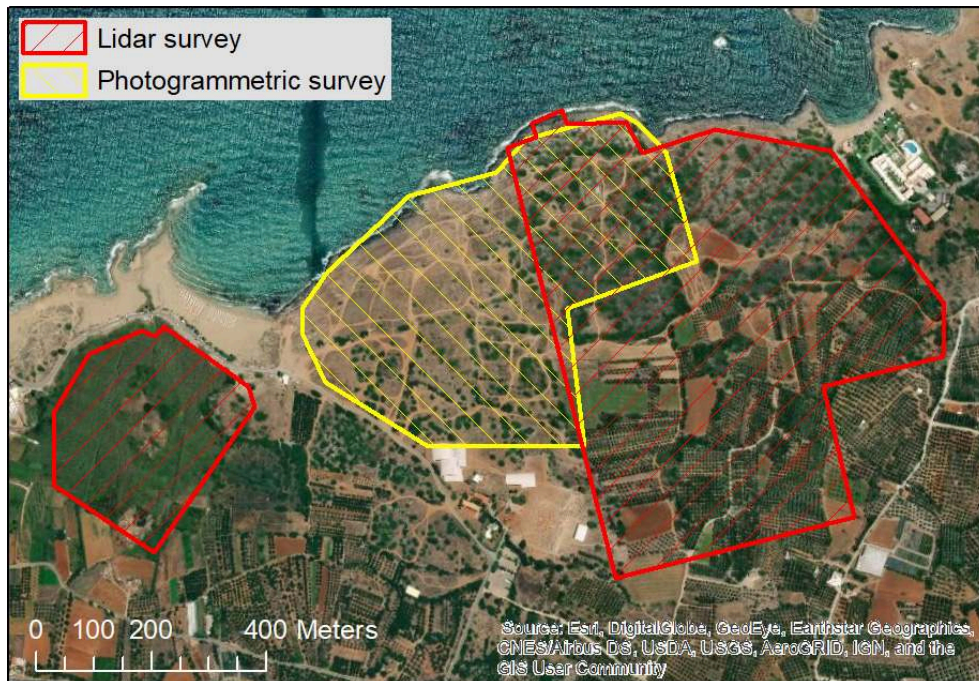 Lidar survey
Photogrammetric survey
0 100 200 400 Meters
Source: Esri, DigitalGlobe, GeoEye, Earthstar Geographics,
CNES/Airbus DS, USDA, USGS, AeroGRID, IGN, and the
GIS User Community